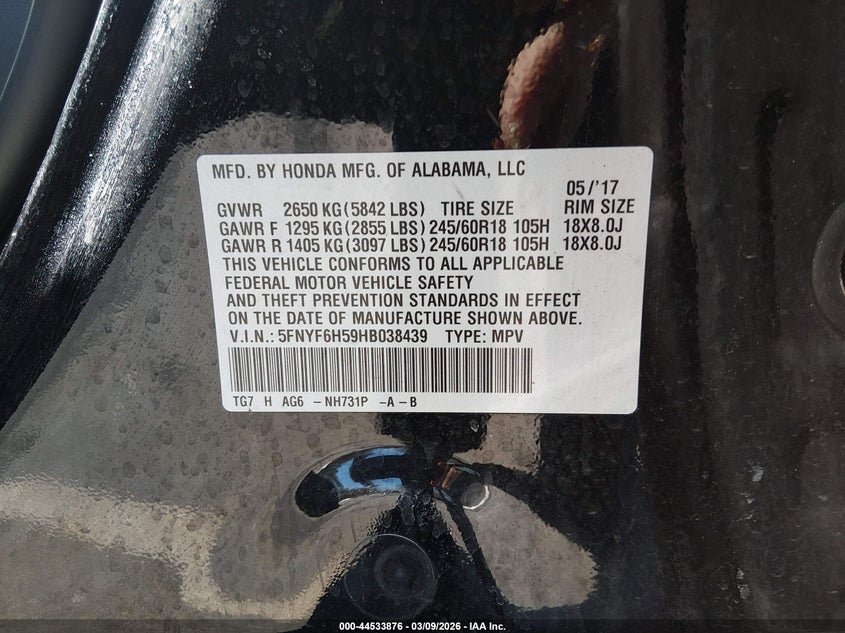 MFD. BY HONDA MFG. OF ALABAMA, LLC
05/'17
GVWR 2650 KG(5842 LBS) TIRE SIZE RIM SIZE
GAWR F 1295 KG(2855 LBS) 245/60R18 105H 18X8.0J
GAWR R 1405 KG(3097 LBS) 245/60R18 105H 18X8.0J
THIS VEHICLE CONFORMS TO ALL APPLICABLE
FEDERAL MOTOR VEHICLE SAFETY
AND THEFT PREVENTION STANDARDS IN EFFECT
ON THE DATE OF MANUFACTURE SHOWN ABOVE.
V.I.N.: 5FNYF6H59HB038439 TYPE: MPV
TG7 H AG6 -NH731P -A-B
000-44533876 - 03/09/2026 - IAA Inc.